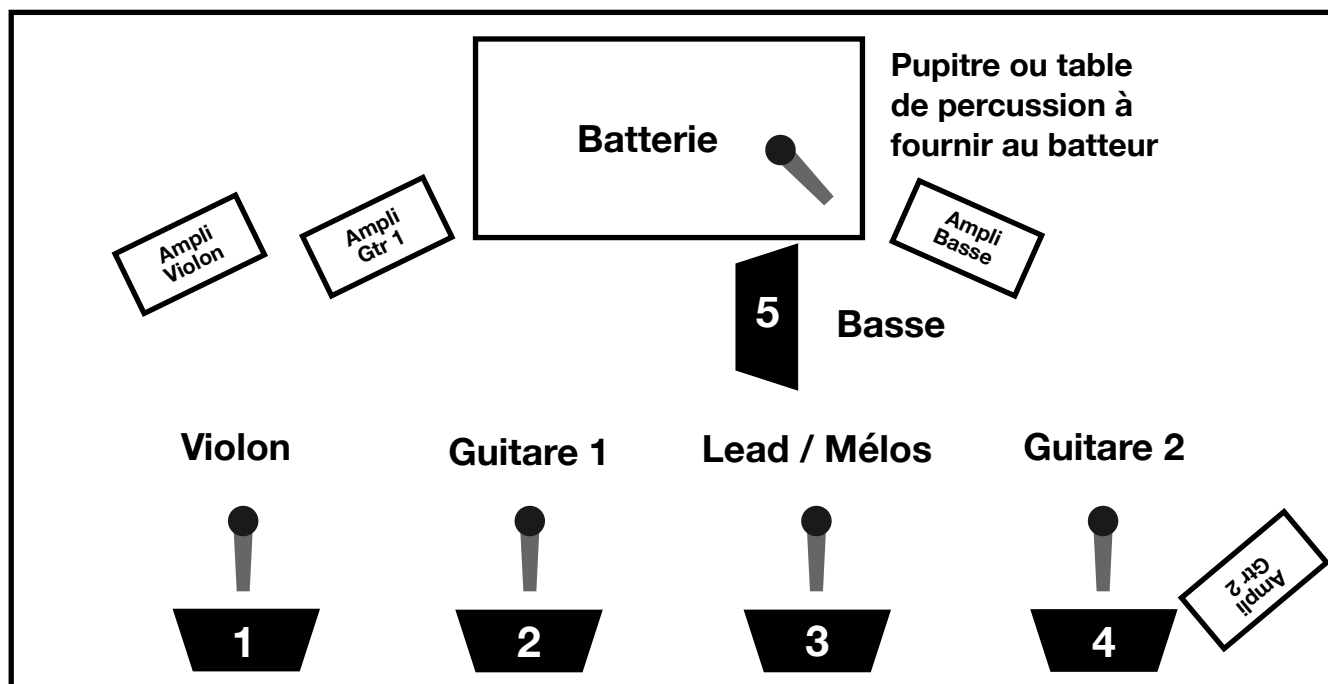 Pupitre ou table
de percussion à
fournir au batteur
Batterie
Ampli
Violon
Ampli
Gtr 1
Ampli
Basse
5
Basse
Violon
Guitare 1
Lead / Mélos
Guitare 2
Ampli
Gtr 2
1
2
3
4